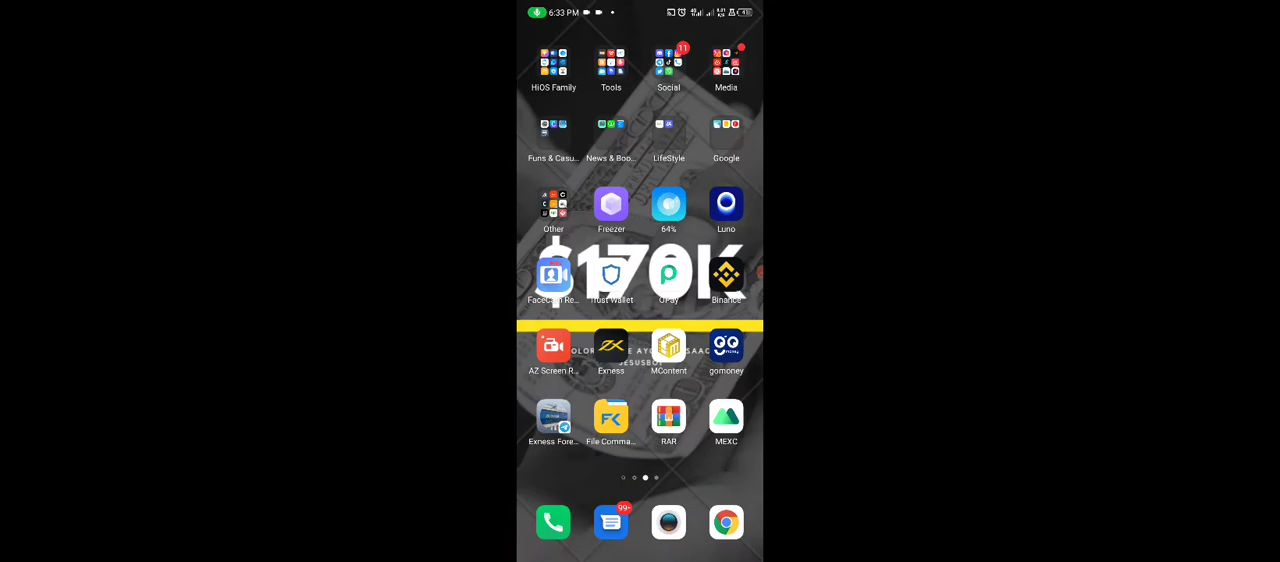 6:33 PM
11
HiOS Family Tools Social Media
Funs & Casu... News & Boo... LifeStyle Google
Other Freezer 64% Luno
$170K
FaceCam Re... Trust Wallet OPay Binance
AZ Screen R... Exness MContent gomoney
JESUSBOY
Exness Fore... File Comma... RAR MEXC
99+